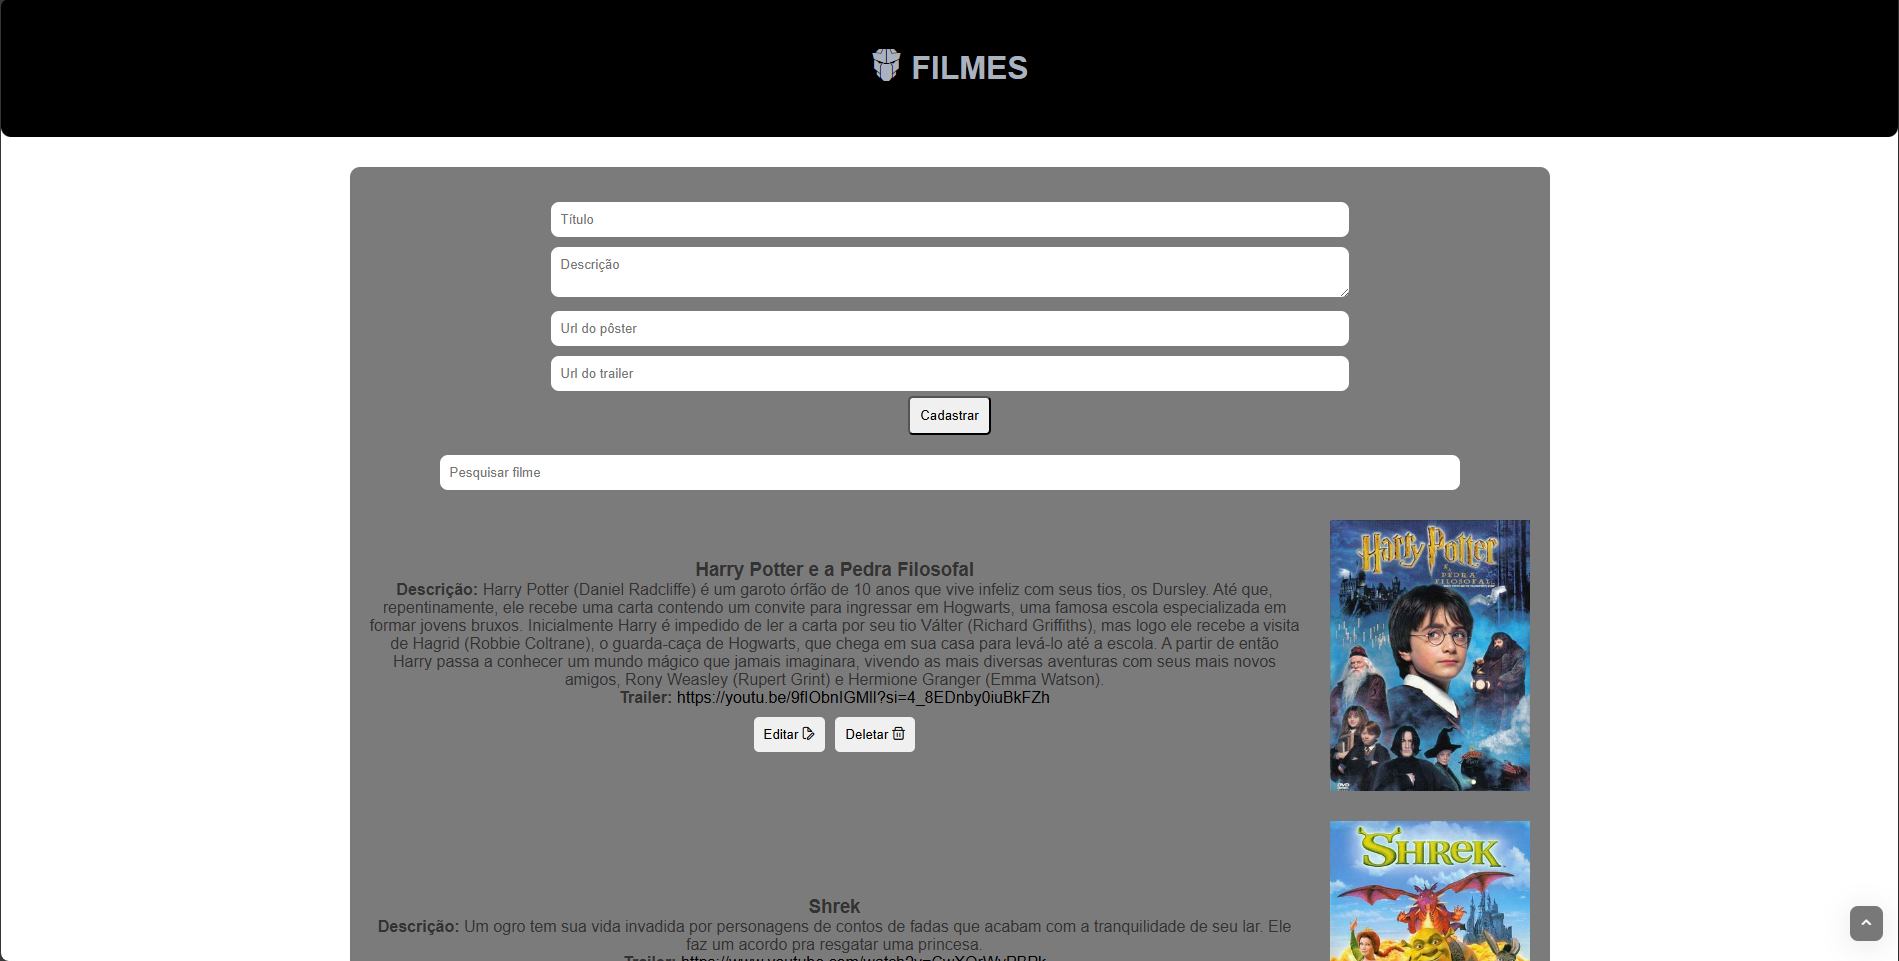 FILMES
Título
Descrição
Url do pôster
Url do trailer
Cadastrar
Pesquisar filme
Harry Potter e a Pedra Filosofal
Descrição: Harry Potter (Daniel Radcliffe) é um garoto órfão de 10 anos que vive infeliz com seus tios, os Dursley. Até que,
repentinamente, ele recebe uma carta contendo um convite para ingressar em Hogwarts, uma famosa escola especializada em
formar jovens bruxos. Inicialmente Harry é impedido de ler a carta por seu tio Válter (Richard Griffiths), mas logo ele recebe a visita
de Hagrid (Robbie Coltrane), o guarda-caça de Hogwarts, que chega em sua casa para levá-lo até a escola. A partir de então
Harry passa a conhecer um mundo mágico que jamais imaginara, vivendo as mais diversas aventuras com seus mais novos
amigos, Rony Weasley (Rupert Grint) e Hermione Granger (Emma Watson).
Trailer:
Editar Deletar
Harry Potter
E A
PEDRA
FILOSOFAL
DVD
Shrek
Descrição: Um ogro tem sua vida invadida por personagens de contos de fadas que acabam com a tranquilidade de seu lar. Ele
faz um acordo pra resgatar uma princesa.
Trailer:
SHREK